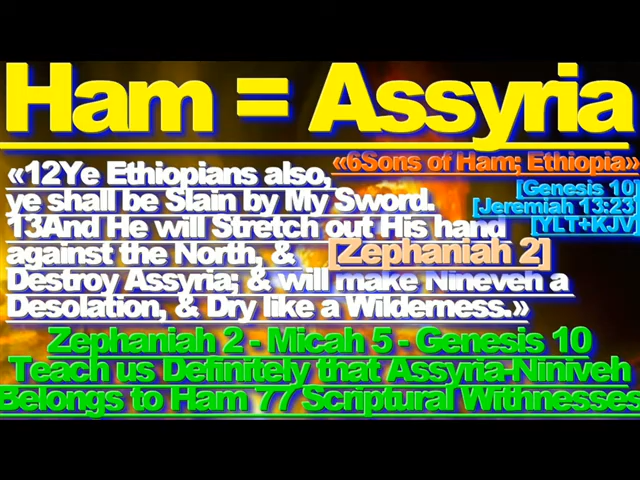 Ham = Assyria
«12Ye Ethiopians also,
«6Sons of Ham; Ethiopia»
[Genesis 10]
ye shall be Slain by My Sword.
[Jeremiah 13:23]
13And He will Stretch out His hand
[YLT+KJV]
against the North, &
[Zephaniah 2]
Destroy Assyria; & will make Nineveh a
Desolation, & Dry like a Wilderness.»
Zephaniah 2 - Micah 5 - Genesis 10
Teach us Definitely that Assyria-Niniveh
Belongs to Ham 77 Scriptural Withnesses